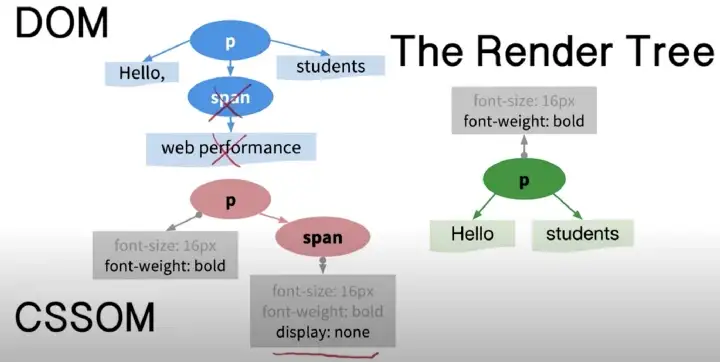 DOM
p
Hello,
students
span
web performance
p
font-size: 16px
font-weight: bold
span
font-size: 16px
font-weight: bold
display: none
CSSOM
The Render Tree
font-size: 16px
font-weight: bold
p
Hello
students